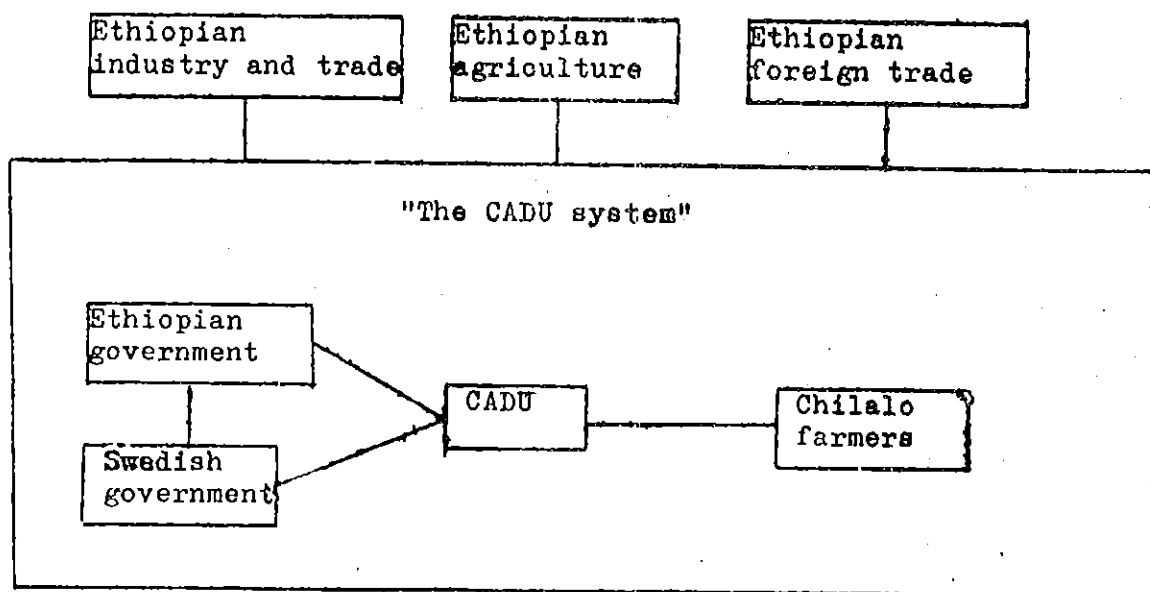 Ethiopian
industry and trade
Ethiopian
agriculture
Ethiopian
foreign trade
"The CADU system"
Ethiopian
government
CADU
Chilalo
farmers
Swedish
government